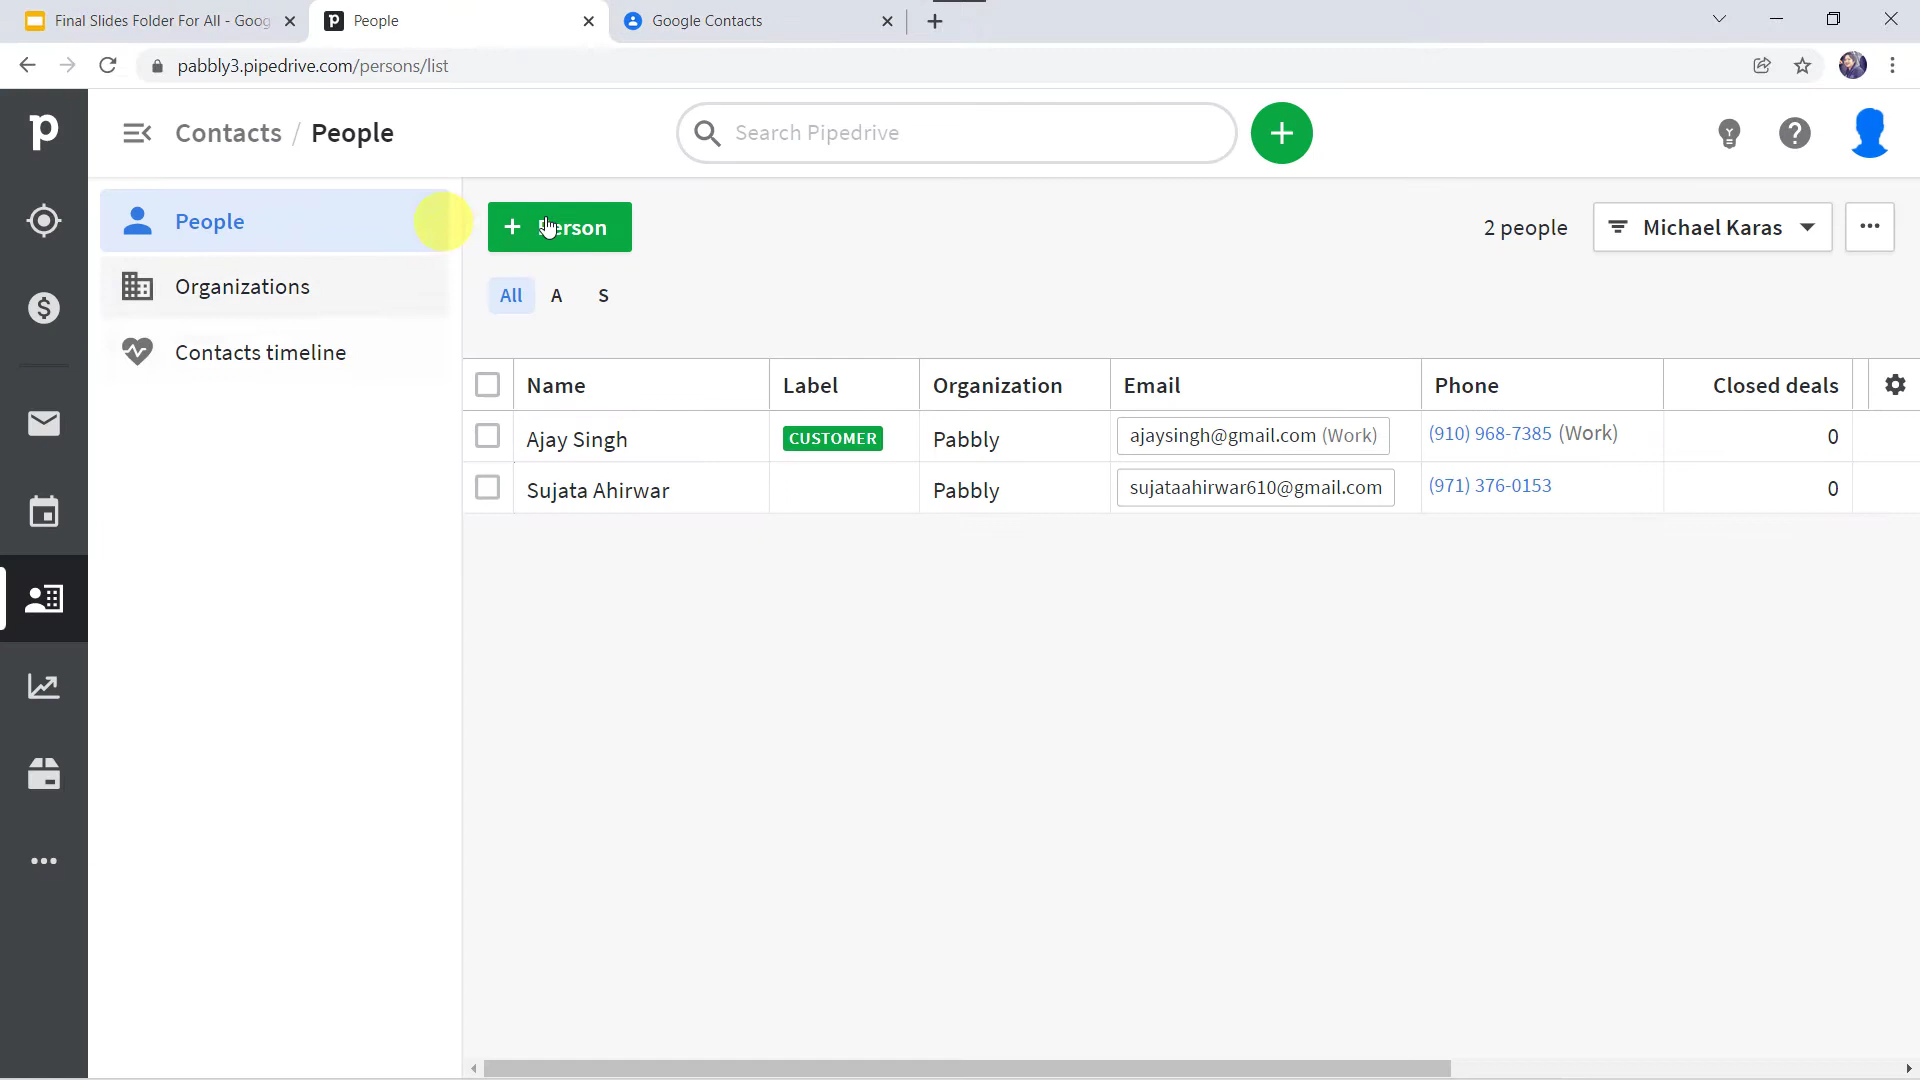 Final Slides Folder For All - Goog
People
Google Contacts
pabbly3.pipedrive.com/persons/list
p
Contacts / People
Search Pipedrive
People
Organizations
Contacts timeline
+ Person
2 people
Michael Karas
All A S
Name Label Organization Email Phone Closed deals
Ajay Singh CUSTOMER Pabbly ajaysingh@gmail.com (Work) (910) 968-7385 (Work) 0
Sujata Ahirwar Pabbly sujataahirwar610@gmail.com (971) 376-0153 0